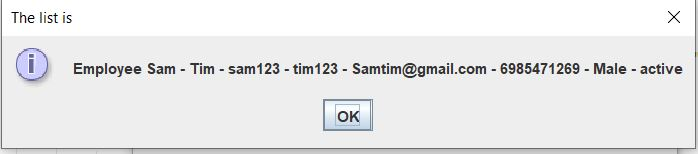 The list is
Employee Sam - Tim - sam123 - tim123 - Samtim@gmail.com - 6985471269 - Male - active
OK